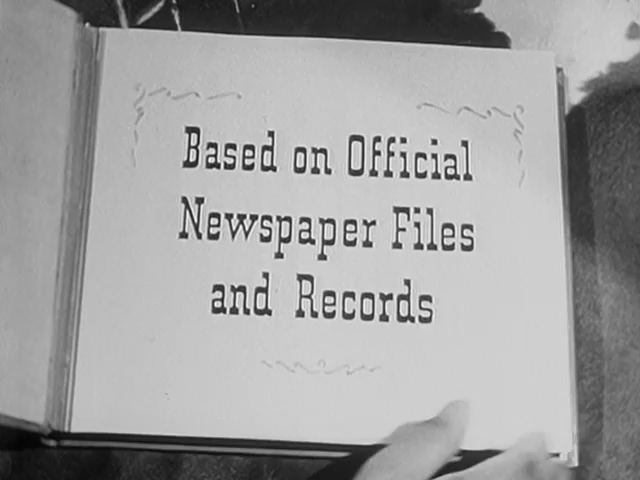 Based on Official
Newspaper Files
and Records